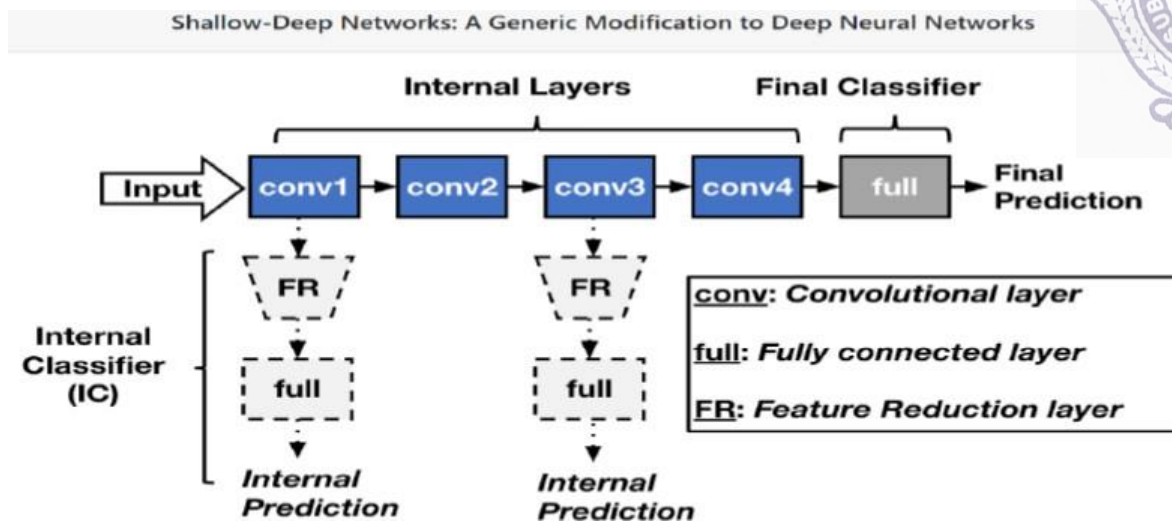 Shallow-Deep Networks: A Generic Modification to Deep Neural Networks
Internal Layers
Final Classifier
Input
conv1
conv2
conv3
conv4
full
Final
Prediction
FR
FR
Internal
Classifier
(IC)
full
full
Internal
Prediction
Internal
Prediction
conv: Convolutional layer
full: Fully connected layer
FR: Feature Reduction layer